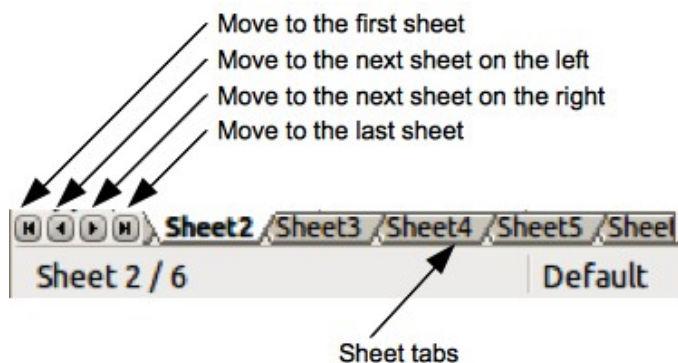 Move to the first sheet
Move to the next sheet on the left
Move to the next sheet on the right
Move to the last sheet
Sheet2 Sheet3 Sheet4 Sheet5 Sheet
Sheet 2 / 6 Default
Sheet tabs